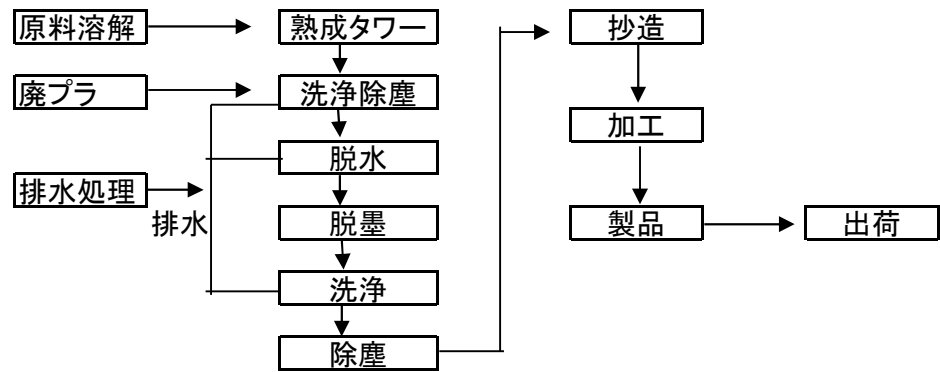 原料溶解
廃プラ
排水処理
排水
熟成タワー
洗浄除塵
脱水
脱墨
洗浄
除塵
抄造
加工
製品
出荷